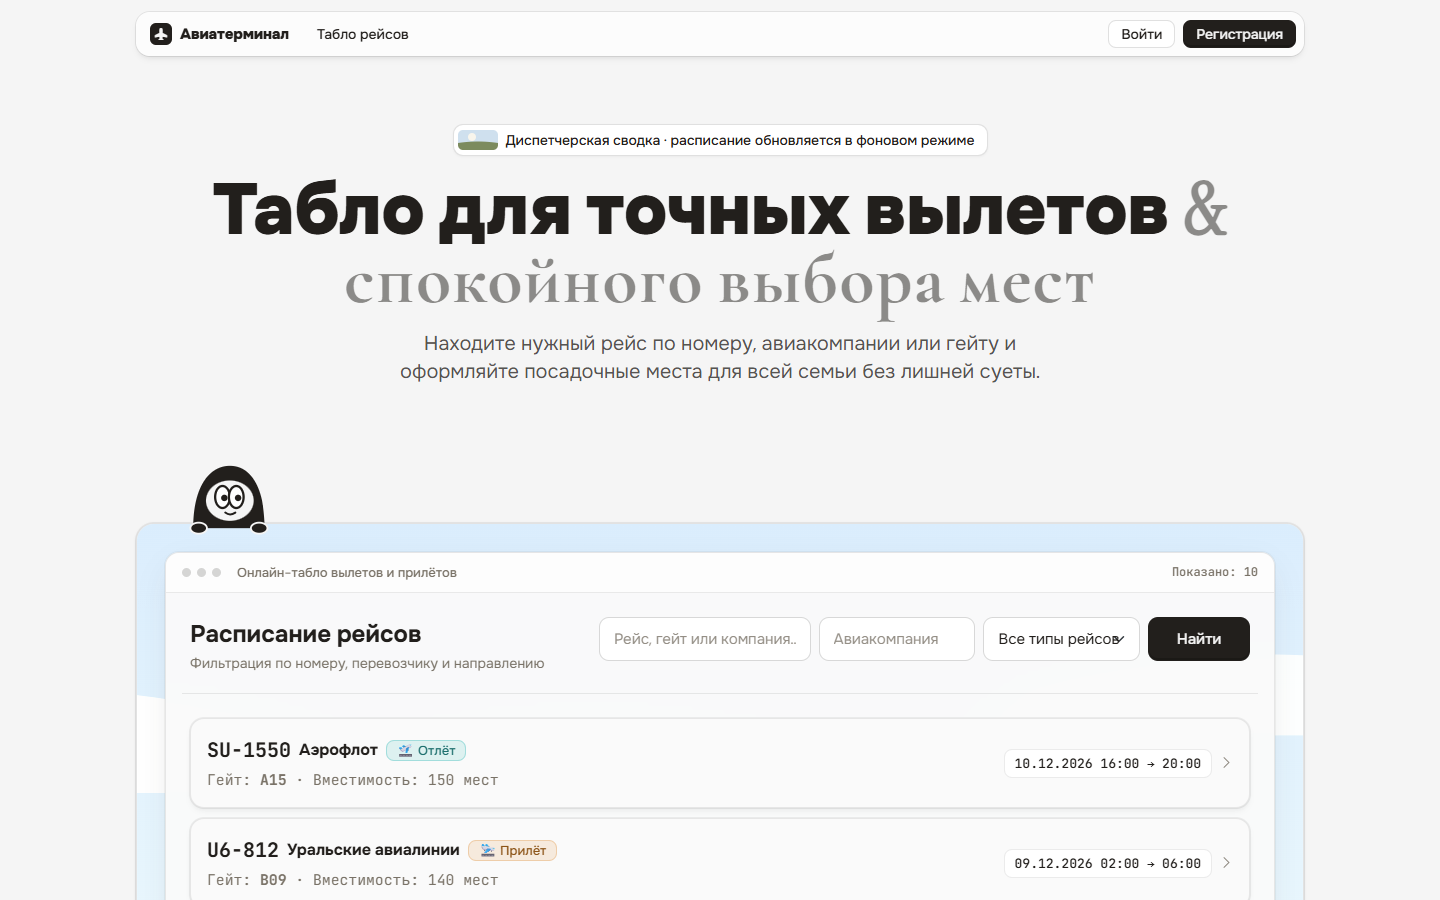 Авиатерминал
Табло рейсов
Войти
Регистрация
Диспетчерская сводка · расписание обновляется в фоновом режиме
Табло для точных вылетов &
спокойного выбора мест
Находите нужный рейс по номеру, авиакомпании или гейту и
оформляйте посадочные места для всей семьи без лишней суеты.
Онлайн-табло вылетов и прилётов
Показано: 10
Расписание рейсов
Фильтрация по номеру, перевозчику и направлению
Рейс, гейт или компания..
Авиакомпания
Все типы рейсов
Найти
SU-1550 Аэрофлот Отлёт
Гейт: A15 · Вместимость: 150 мест
10.12.2026 16:00 → 20:00
U6-812 Уральские авиалинии Прилёт
Гейт: B09 · Вместимость: 140 мест
09.12.2026 02:00 → 06:00